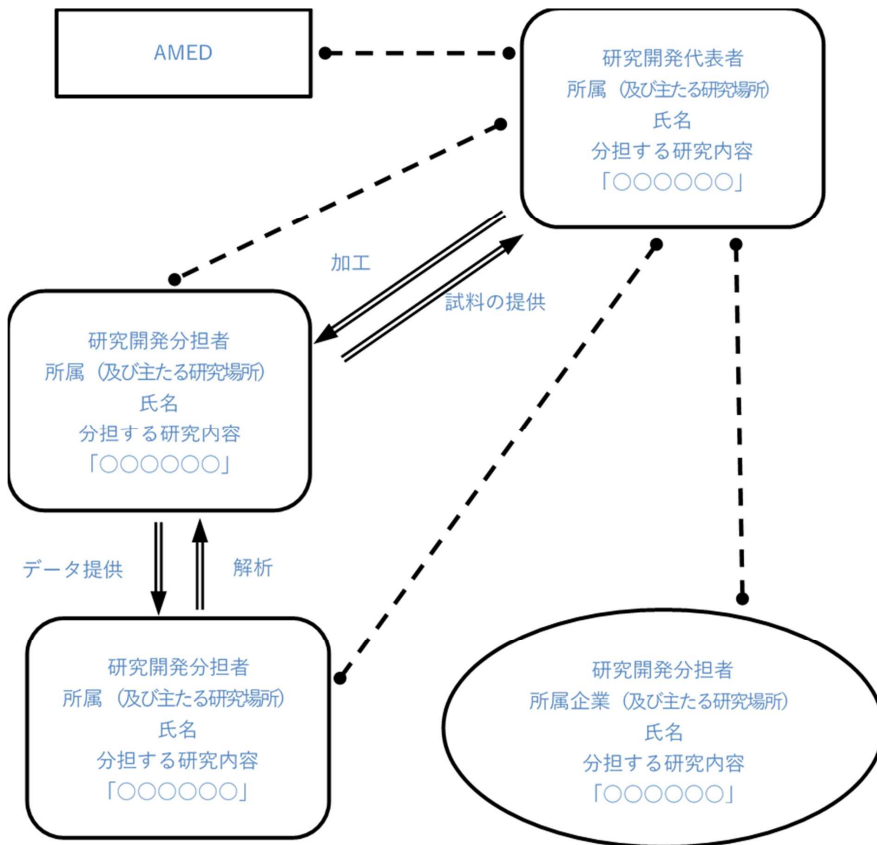 AMED
研究開発代表者
所属（及び主たる研究場所）
氏名
分担する研究内容
「○○○○○○」
加工
試料の提供
研究開発分担者
所属（及び主たる研究場所）
氏名
分担する研究内容
「○○○○○○」
データ提供
解析
研究開発分担者
所属（及び主たる研究場所）
氏名
分担する研究内容
「○○○○○○」
研究開発分担者
所属企業（及び主たる研究場所）
氏名
分担する研究内容
「○○○○○○」